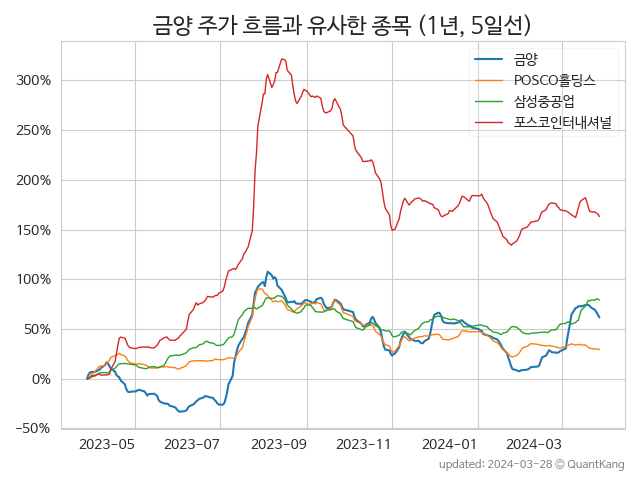 금양 주가 흐름과 유사한 종목 (1년, 5일선)
금양
POSCO홀딩스
삼성중공업
포스코인터내셔널
300%
250%
200%
150%
100%
50%
0%
−50%
2023−05 2023−07 2023−09 2023−11 2024−01 2024−03
updated: 2024−03−28 © QuantKang